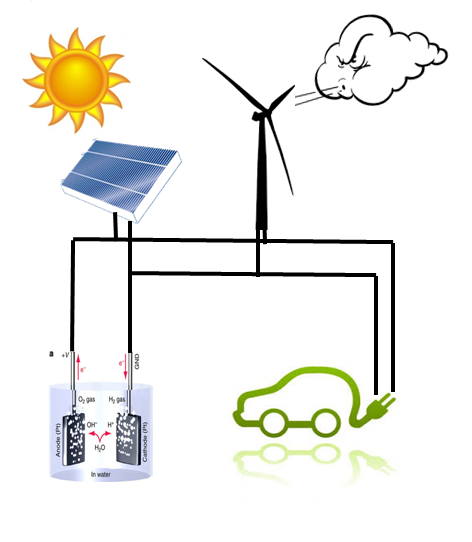 a
+V
e⁻
e⁻
GND
O₂ gas
H₂ gas
Anode (Pt)
OH⁻
H⁺
H₂O
Cathode (Pt)
In water